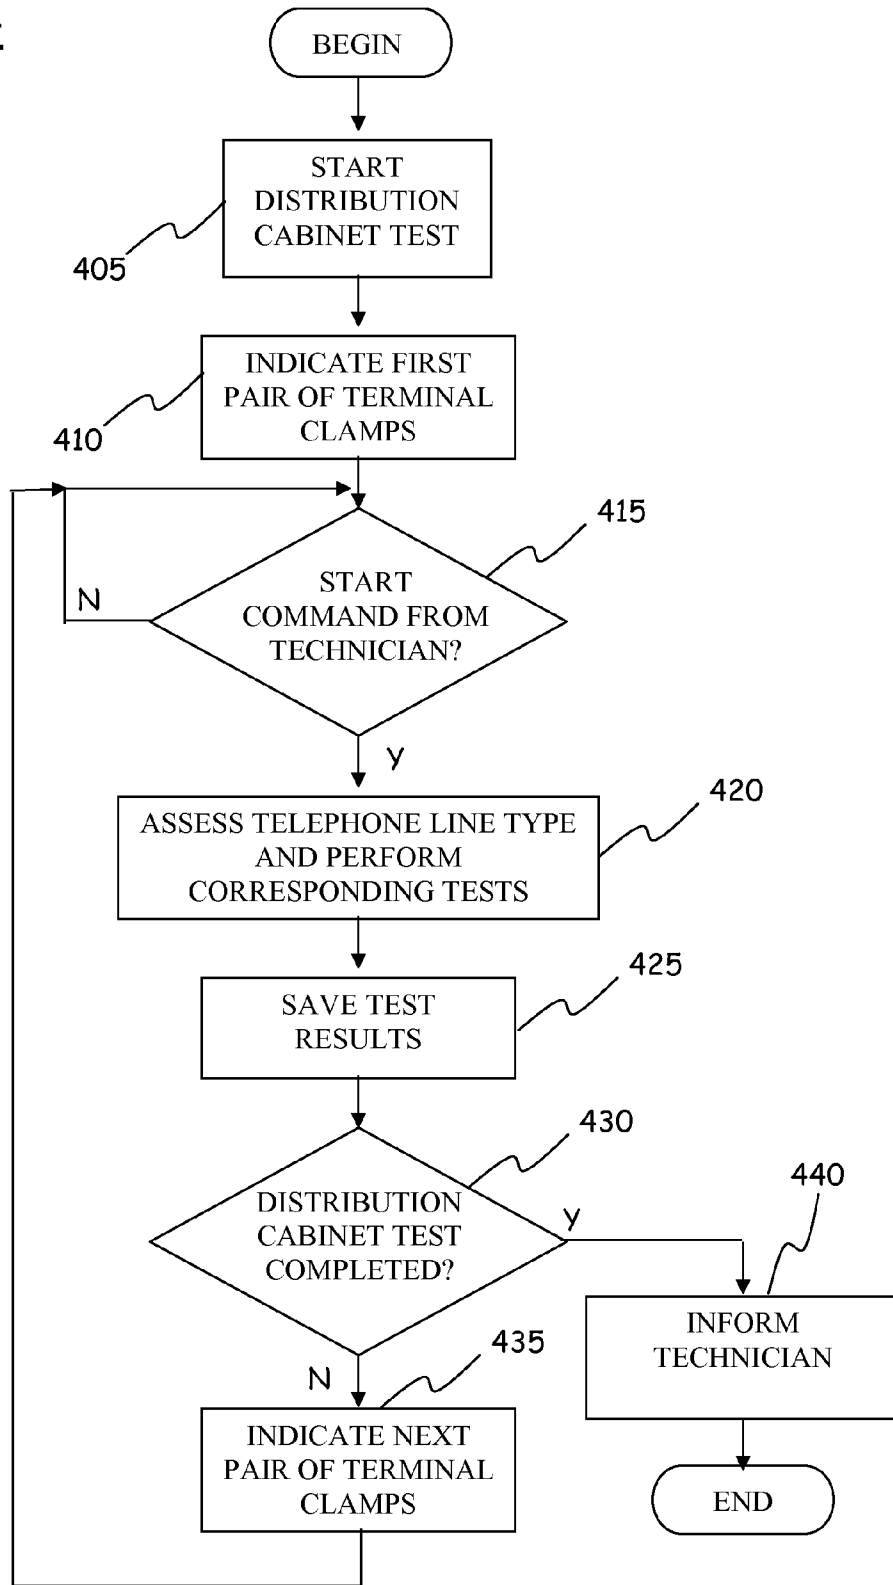 BEGIN
START
DISTRIBUTION
CABINET TEST
405
INDICATE FIRST
PAIR OF TERMINAL
CLAMPS
410
415
START
COMMAND FROM
TECHNICIAN?
N
Y
420
ASSESS TELEPHONE LINE TYPE
AND PERFORM
CORRESPONDING TESTS
425
SAVE TEST
RESULTS
430
DISTRIBUTION
CABINET TEST
COMPLETED?
Y
440
N
435
INFORM
TECHNICIAN
INDICATE NEXT
PAIR OF TERMINAL
CLAMPS
END